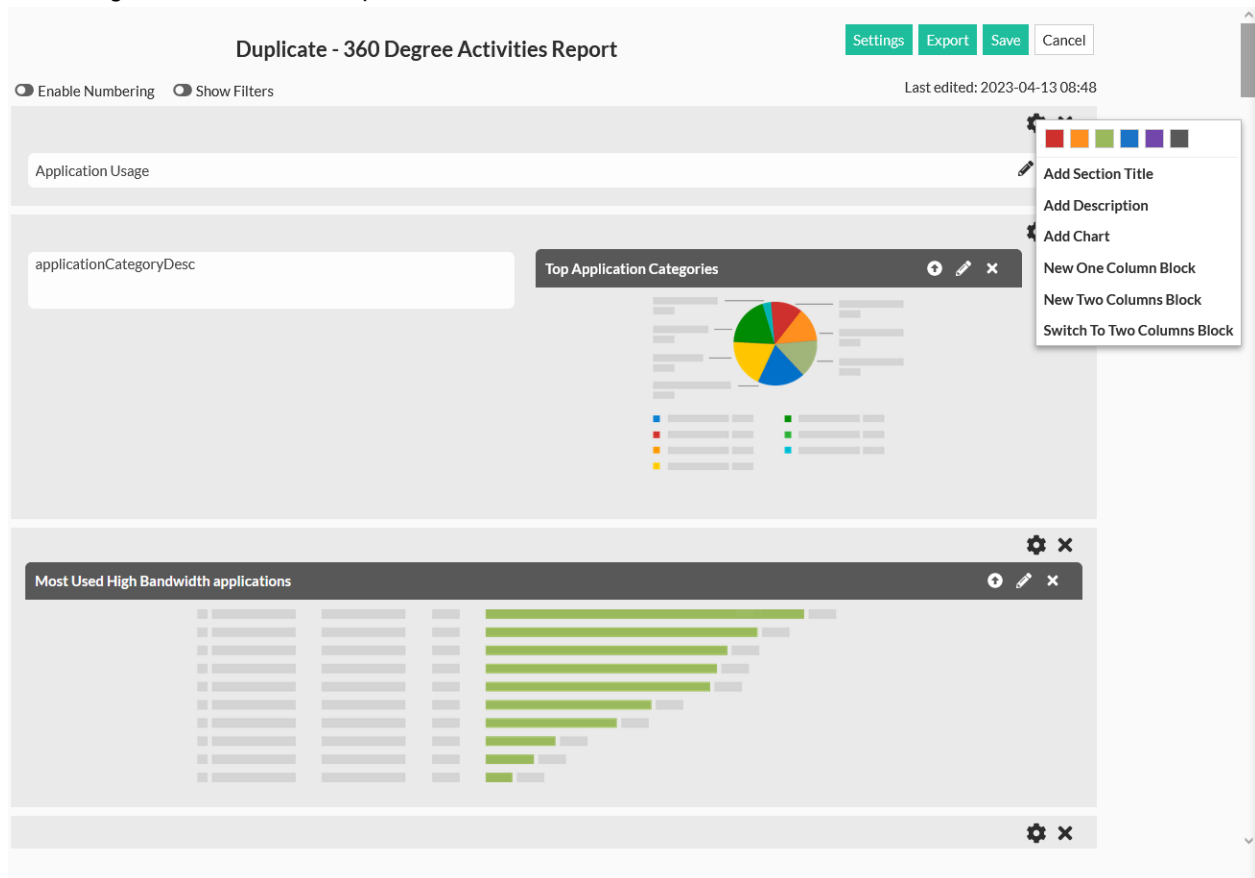 Duplicate - 360 Degree Activities Report
Settings Export Save Cancel
Enable Numbering Show Filters
Last edited: 2023-04-13 08:48
Application Usage
Add Section Title
Add Description
Add Chart
New One Column Block
New Two Columns Block
Switch To Two Columns Block
applicationCategoryDesc
Top Application Categories
Most Used High Bandwidth applications